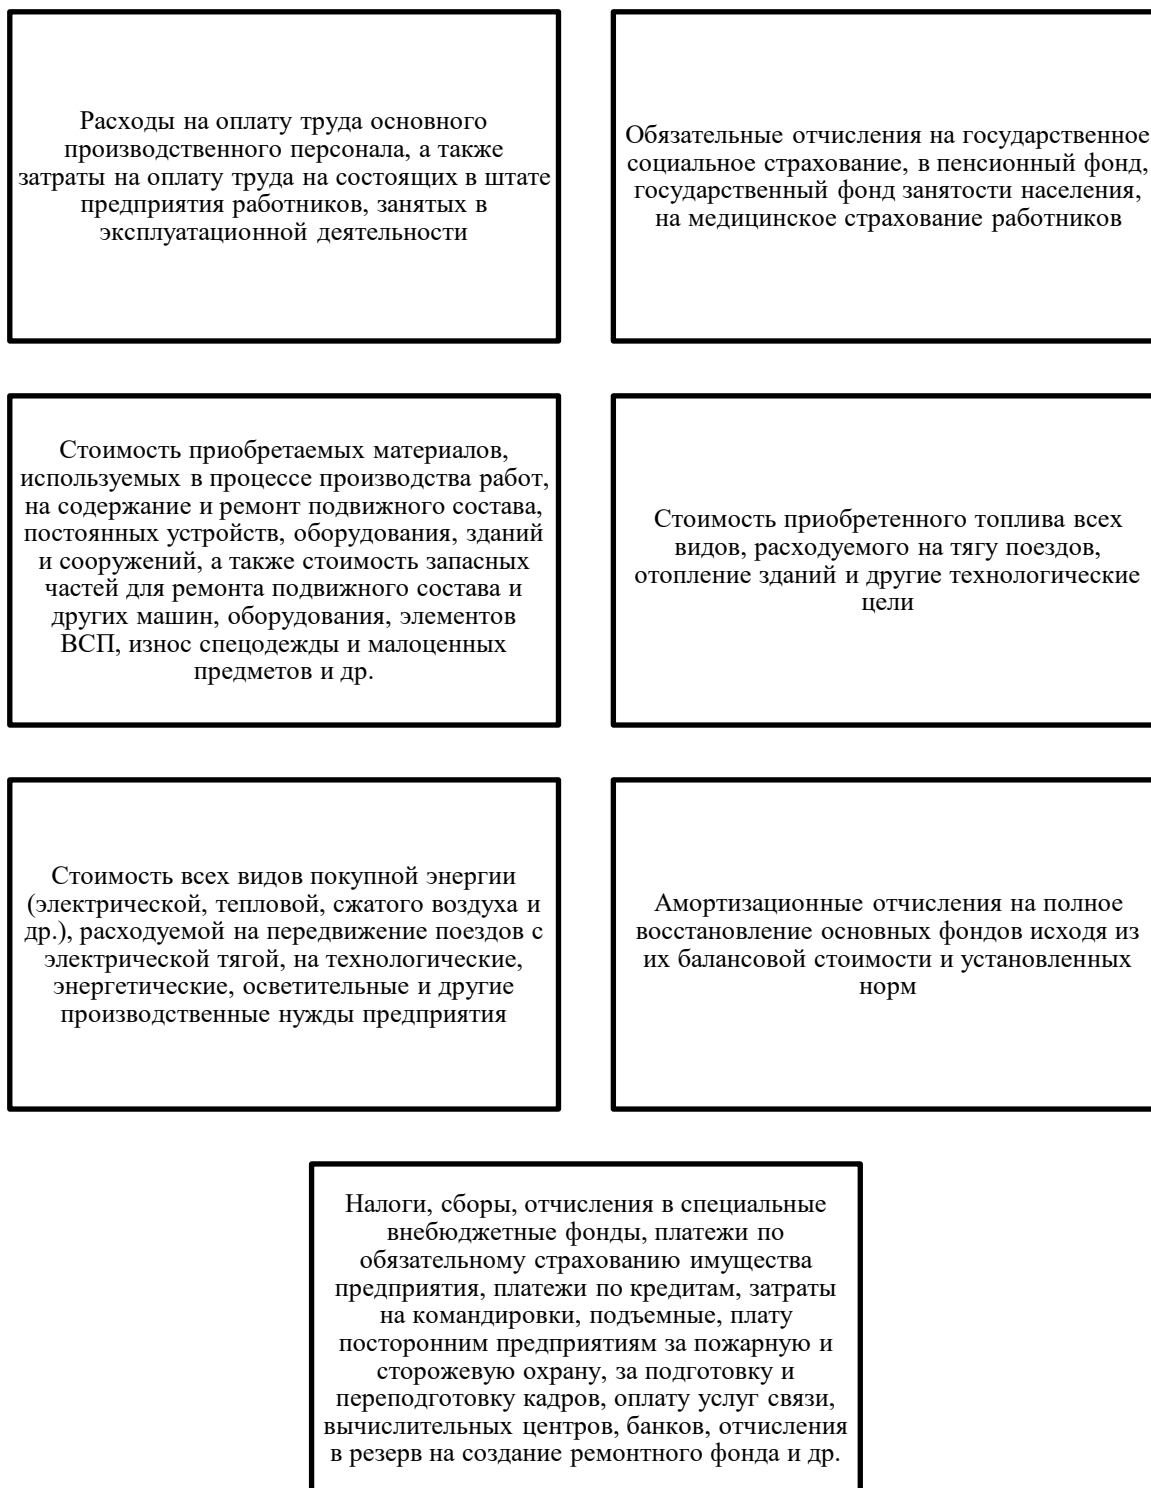 Расходы на оплату труда основного
производственного персонала, а также
затраты на оплату труда на состоящих в штате
предприятия работников, занятых в
эксплуатационной деятельности
Обязательные отчисления на государственное
социальное страхование, в пенсионный фонд,
государственный фонд занятости населения,
на медицинское страхование работников
Стоимость приобретаемых материалов,
используемых в процессе производства работ,
на содержание и ремонт подвижного состава,
постоянных устройств, оборудования, зданий
и сооружений, а также стоимость запасных
частей для ремонта подвижного состава и
других машин, оборудования, элементов
ВСП, износ спецодежды и малоценных
предметов и др.
Стоимость приобретенного топлива всех
видов, расходуемого на тягу поездов,
отопление зданий и другие технологические
цели
Стоимость всех видов покупной энергии
(электрической, тепловой, сжатого воздуха и
др.), расходуемой на передвижение поездов с
электрической тягой, на технологические,
энергетические, осветительные и другие
производственные нужды предприятия
Амортизационные отчисления на полное
восстановление основных фондов исходя из
их балансовой стоимости и установленных
норм
Налоги, сборы, отчисления в специальные
внебюджетные фонды, платежи по
обязательному страхованию имущества
предприятия, платежи по кредитам, затраты
на командировки, подъемные, плату
посторонним предприятиям за пожарную и
сторожевую охрану, за подготовку и
переподготовку кадров, оплату услуг связи,
вычислительных центров, банков, отчисления
в резерв на создание ремонтного фонда и др.